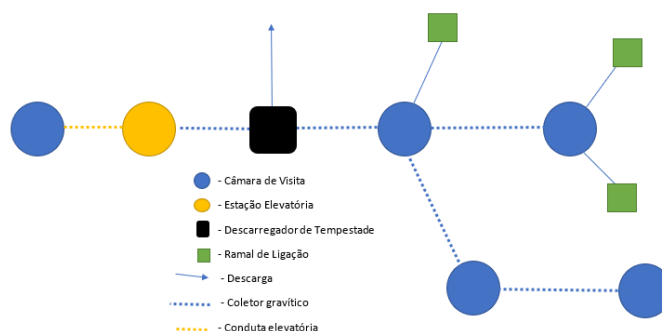 - Câmara de Visita
- Estação Elevatória
- Descarregador de Tempestade
- Ramal de Ligação
- Descarga
- Coletor gravítico
- Conduta elevatória